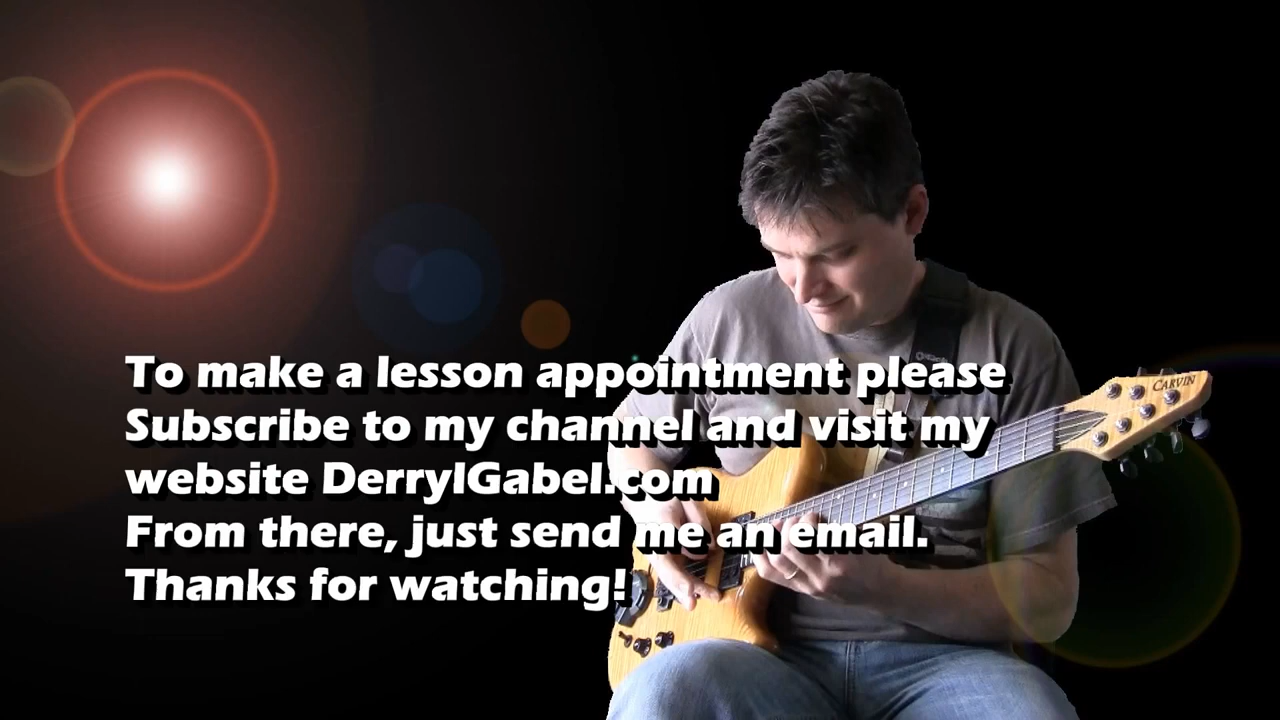 To make a lesson appointment please
Subscribe to my channel and visit my
website DerrylGabel.com
From there, just send me an email.
Thanks for watching!
CARVIN